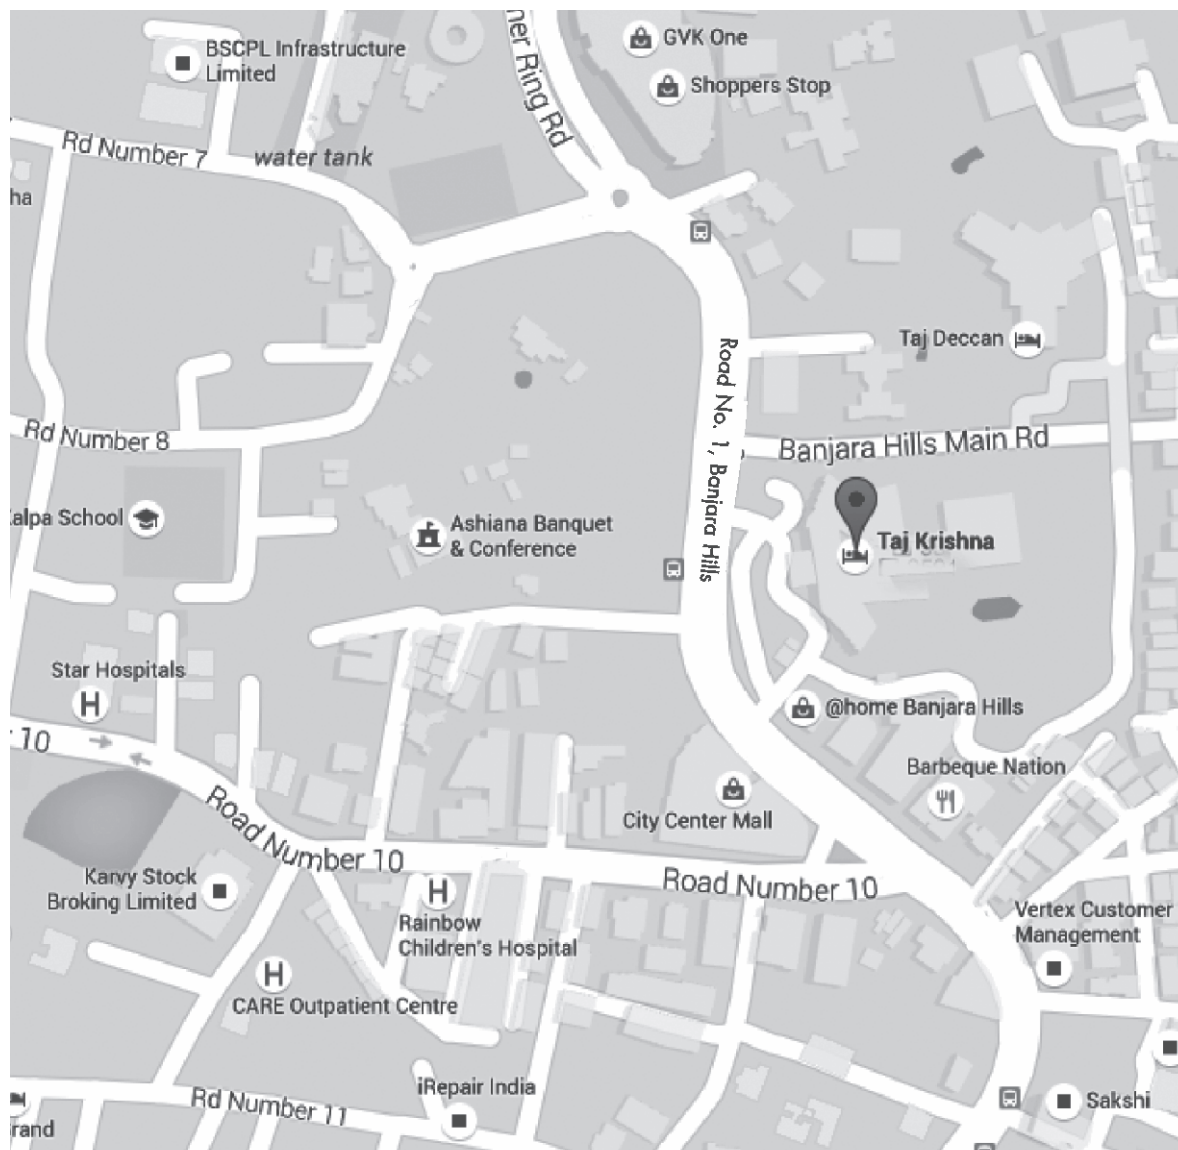 BSCPL Infrastructure
Limited
ner Ring Rd
GVK One
Shoppers Stop
Rd Number 7
water tank
ha
Taj Deccan
Road No. 1, Banjara Hills
Rd Number 8
Banjara Hills Main Rd
alpa School
Ashiana Banquet
& Conference
Taj Krishna
Star Hospitals
H
@home Banjara Hills
10
Barbeque Nation
City Center Mall
Road Number 10
Road Number 10
Karvy Stock
Broking Limited
H
Rainbow
Children's Hospital
Vertex Customer
Management
H
CARE Outpatient Centre
iRepair India
Rd Number 11
Sakshi
rand